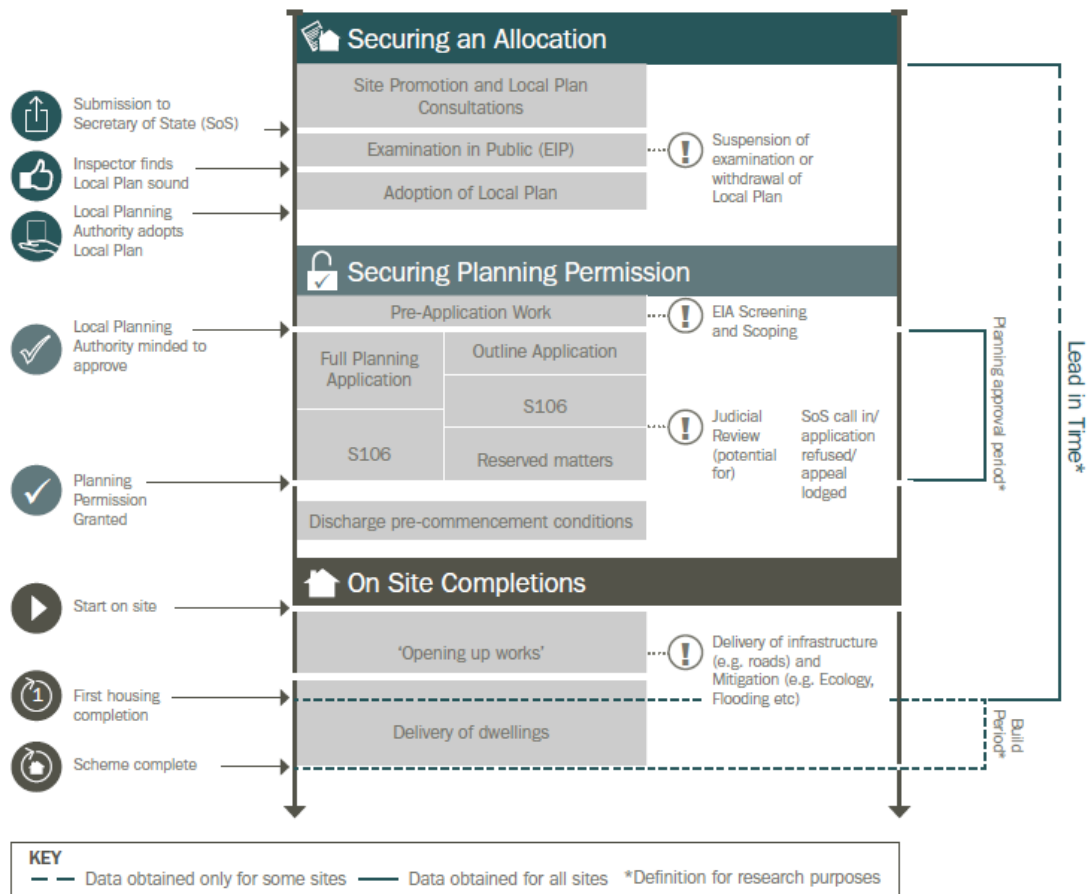 Securing an Allocation
Site Promotion and Local Plan
Consultations
Submission to
Secretary of State (SoS)
Examination in Public (EIP)
Suspension of
examination or
withdrawal of
Local Plan
Inspector finds
Local Plan sound
Adoption of Local Plan
Local Planning
Authority adopts
Local Plan
Securing Planning Permission
Pre-Application Work
EIA Screening
and Scoping
Local Planning
Authority minded to
approve
Full Planning
Application
Outline Application
S106
S106
Reserved matters
Judicial
Review
(potential
for)
SoS call in/
application
refused/
appeal
lodged
Planning approval period*
Lead in Time*
Planning
Permission
Granted
Discharge pre-commencement conditions
On Site Completions
Start on site
'Opening up works'
Delivery of infrastructure
(e.g. roads) and
Mitigation (e.g. Ecology,
Flooding etc)
1
First housing
completion
Delivery of dwellings
Build
Period*
Scheme complete
KEY
Data obtained only for some sites
Data obtained for all sites
*Definition for research purposes